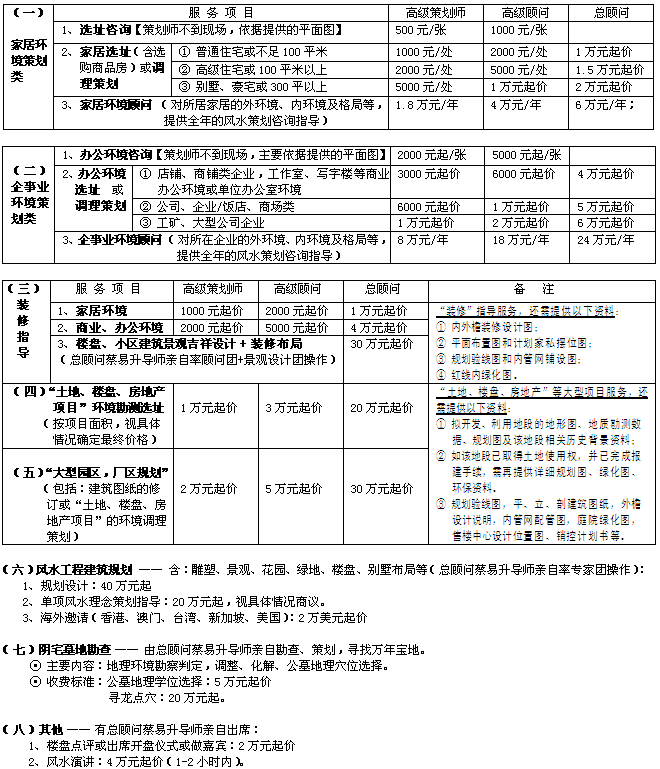 （一） 服 务 项 目 高级策划师 高级顾问 总顾问
家居环境策划类
1、选址咨询【策划师不到现场，依据提供的平面图】 500 元/张 1000 元/张
2、家居选址（含选购商品房）或调理策划
① 普通住宅或不足 100 平米 1000 元/处 2000 元/处 1 万元起价
② 高级住宅或 100 平米以上 2000 元/处 5000 元/处 1.5 万元起价
③ 别墅、豪宅或 300 平以上 5000 元/处 1 万元起价 2 万元起价
3、家居环境顾问（对所居家居的外环境、内环境及格局等， 1.8 万元/年 4 万元/年 6 万元/年；
提供全年的风水策划咨询指导）
（二）
企事业环境策划类
1、办公环境咨询【策划师不到现场，主要依据提供的平面图】 2000 元起/张 5000 元起/张
2、办公环境选址 或调理策划
① 店铺、商铺类企业，工作室、写字楼等商业 3000 元起价 6000 元起价 4 万元起价
办公环境或单位办公室环境
② 公司、企业/饭店、商场类 6000 元起价 1 万元起价 5 万元起价
③ 工矿、大型公司企业 1 万元起价 2 万元起价 6 万元起价
3、企事业环境顾问（对所在企业的外环境、内环境及格局等， 8 万元/年 18 万元/年 24 万元/年
提供全年的风水策划咨询指导）
（三）装修指导 服 务 项 目 高级策划师 高级顾问 总顾问 备 注
1、家居环境 1000 元起价 2000 元起价 1 万元起价
2、商业、办公环境 2000 元起价 5000 元起价 4 万元起价
3、楼盘、小区建筑景观吉祥设计＋装修布局 30 万元起价
（总顾问蔡易升导师亲自率顾问团+景观设计团操作）
“装修”指导服务，还需提供以下资料：
① 内外檐装修设计图；
② 平面布置图和计划家私摆位图；
③ 规划验线图和内管网铺设图；
④ 红线内绿化图。
（四）“土地、楼盘、房地产
项目”环境勘测选址 1 万元起价 3 万元起价 20 万元起价
（按项目面积，视具体
情况确定最终价格）
（五）“大型园区，厂区规划”
（包括：建筑图纸的修 2 万元起价 5 万元起价 30 万元起价
订或“土地、楼盘、房
地产项目”的环境调理
策划）
“土地、楼盘、房地产”等大型项目服务，还
需提供以下资料：
① 拟开发、利用地段的地形图、地质勘测数
据、规划图及该地段相关历史背景资料；
② 如该地段已取得土地使用权，并已完成报
建手续，需再提供详细规划图、绿化图、
环保资料。
③ 规划验线图，平、立、剖建筑图纸，外檐
设计说明，内管网配管图，庭院绿化图，
售楼中心设计位置图、销控计划书等。
（六）风水工程建筑规划 —— 含：雕塑、景观、花园、绿地、楼盘、别墅布局等（总顾问蔡易升导师亲自率专家团操作）：
1、规划设计：40 万元起
2、单项风水理念策划指导：20 万元起，视具体情况商议。
3、海外邀请（香港、澳门、台湾、新加坡、美国）：2 万美元起价
（七）阴宅墓地勘查 —— 由总顾问蔡易升导师亲自勘查、策划，寻找万年宝地。
⊙ 主要内容：地理环境勘察判定，调整、化解、公墓地理穴位选择。
⊙ 收费标准：公墓地理学位选择：5 万元起价
寻龙点穴：20 万元起。
（八）其他 —— 有总顾问蔡易升导师亲自出席：
1、楼盘点评或出席开盘仪式或做嘉宾：2 万元起价
2、风水演讲：4 万元起价（1-2 小时内）。